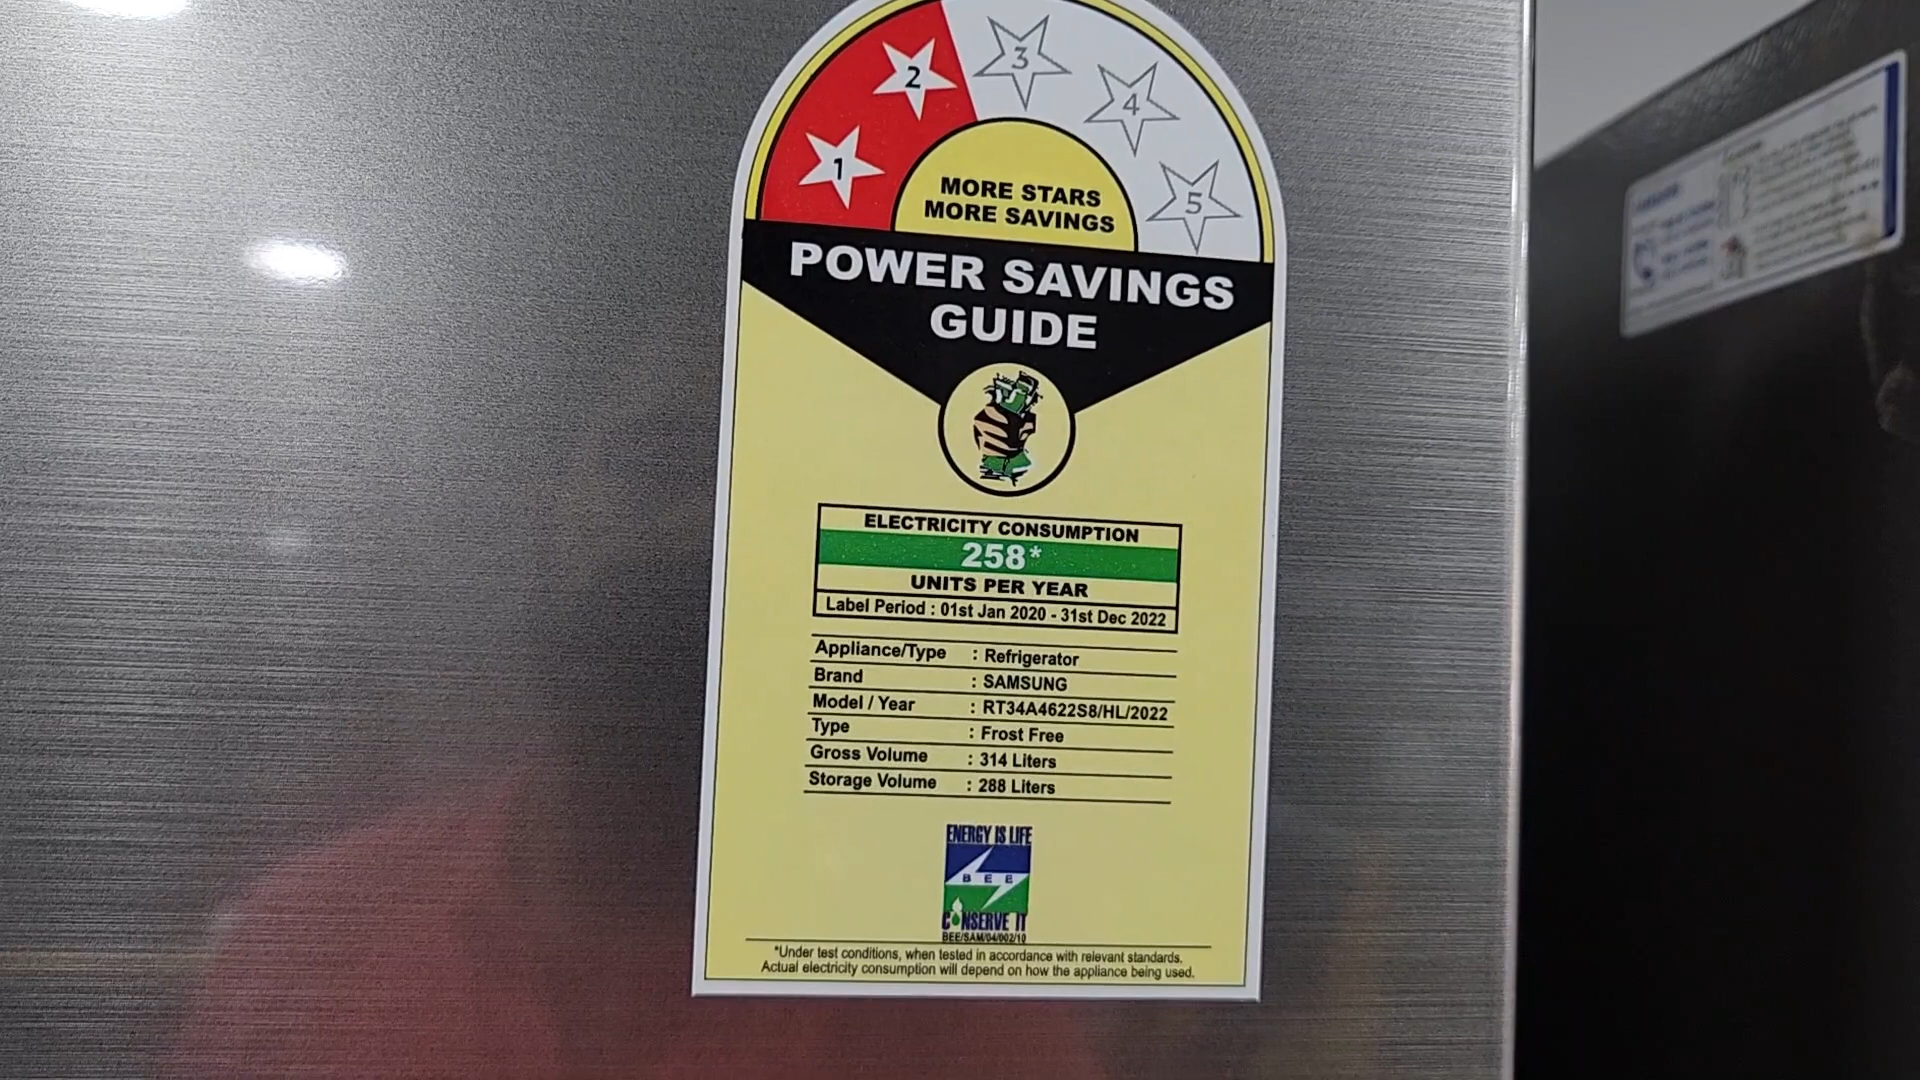 1
2
3
4
5
MORE STARS
MORE SAVINGS
POWER SAVINGS
GUIDE
ELECTRICITY CONSUMPTION
258*
UNITS PER YEAR
Label Period : 01st Jan 2020 - 31st Dec 2022
Appliance/Type : Refrigerator
Brand : SAMSUNG
Model / Year : RT34A4622S8/HL/2022
Type : Frost Free
Gross Volume : 314 Liters
Storage Volume : 288 Liters
ENERGY IS LIFE
BEE
CONSERVE IT
BEE/SAM/04/002/10
*Under test conditions, when tested in accordance with relevant standards.
Actual electricity consumption will depend on how the appliance being used.